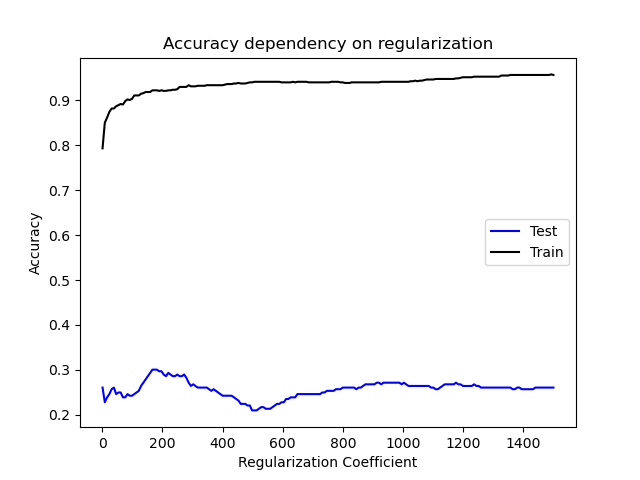 Accuracy dependency on regularization
Accuracy
0.9
0.8
0.7
0.6
0.5
0.4
0.3
0.2
Test
Train
0 200 400 600 800 1000 1200 1400
Regularization Coefficient